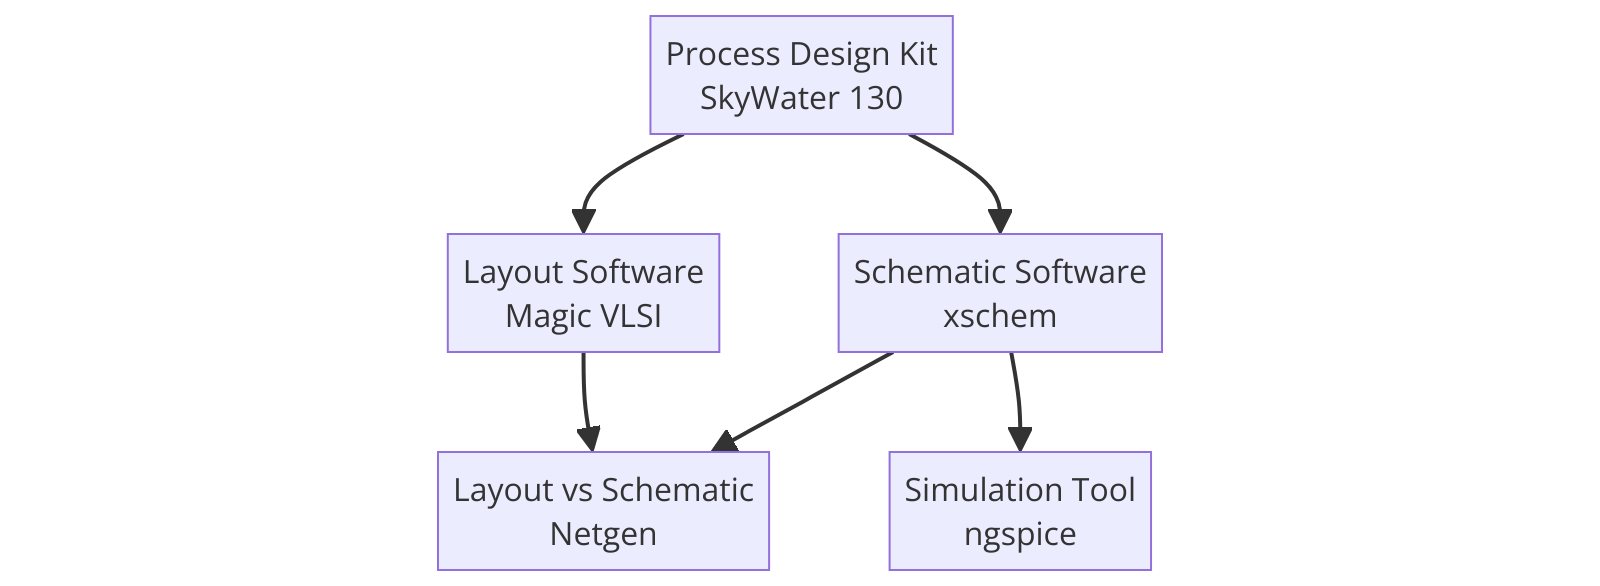 Process Design Kit
SkyWater 130
Layout Software
Magic VLSI
Schematic Software
xschem
Layout vs Schematic
Netgen
Simulation Tool
ngspice